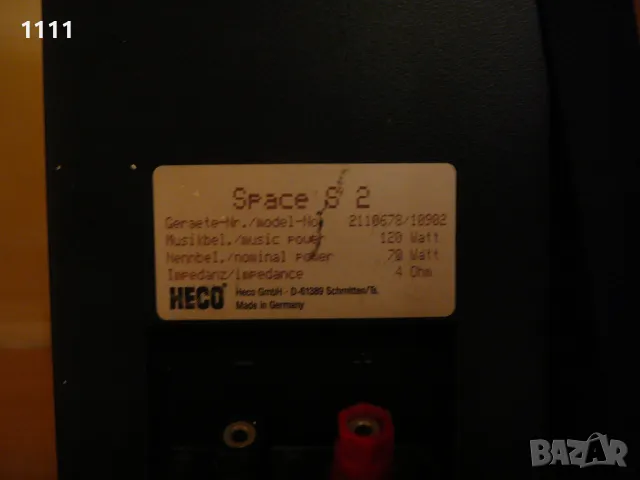 1111
Space S 2
Geraete-Nr./model-No. 2110678/10902
Musikbel./music power 120 Watt
Nennbel./nominal power 70 Watt
Impedanz/impedance 4 Ohm
HECO® Heco GmbH · D-61389 Schmitten/Ts.
Made in Germany
BAZAR